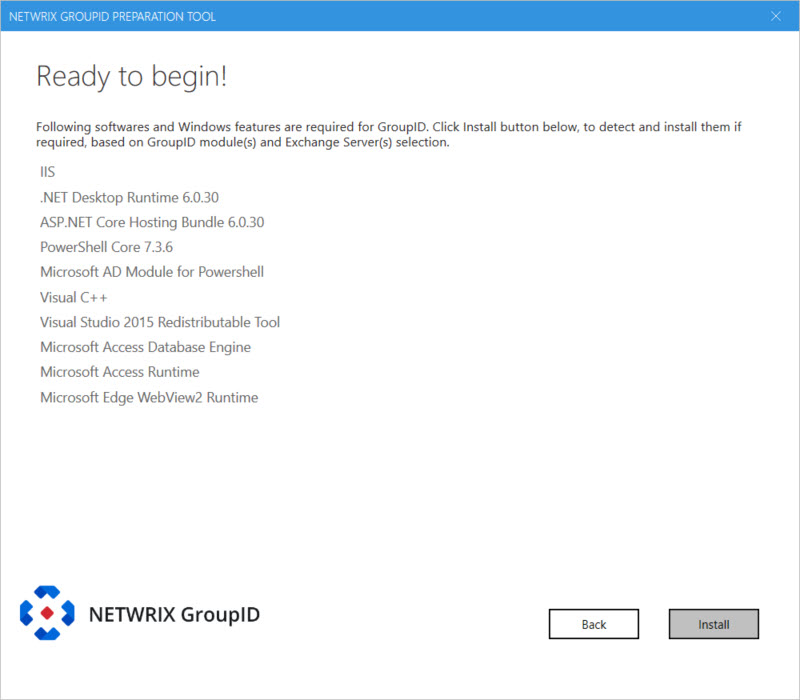 NETWRIX GROUPID PREPARATION TOOL
Ready to begin!
Following softwares and Windows features are required for GroupID. Click Install button below, to detect and install them if
required, based on GroupID module(s) and Exchange Server(s) selection.
IIS
.NET Desktop Runtime 6.0.30
ASP.NET Core Hosting Bundle 6.0.30
PowerShell Core 7.3.6
Microsoft AD Module for Powershell
Visual C++
Visual Studio 2015 Redistributable Tool
Microsoft Access Database Engine
Microsoft Access Runtime
Microsoft Edge WebView2 Runtime
NETWRIX GroupID
Back
Install